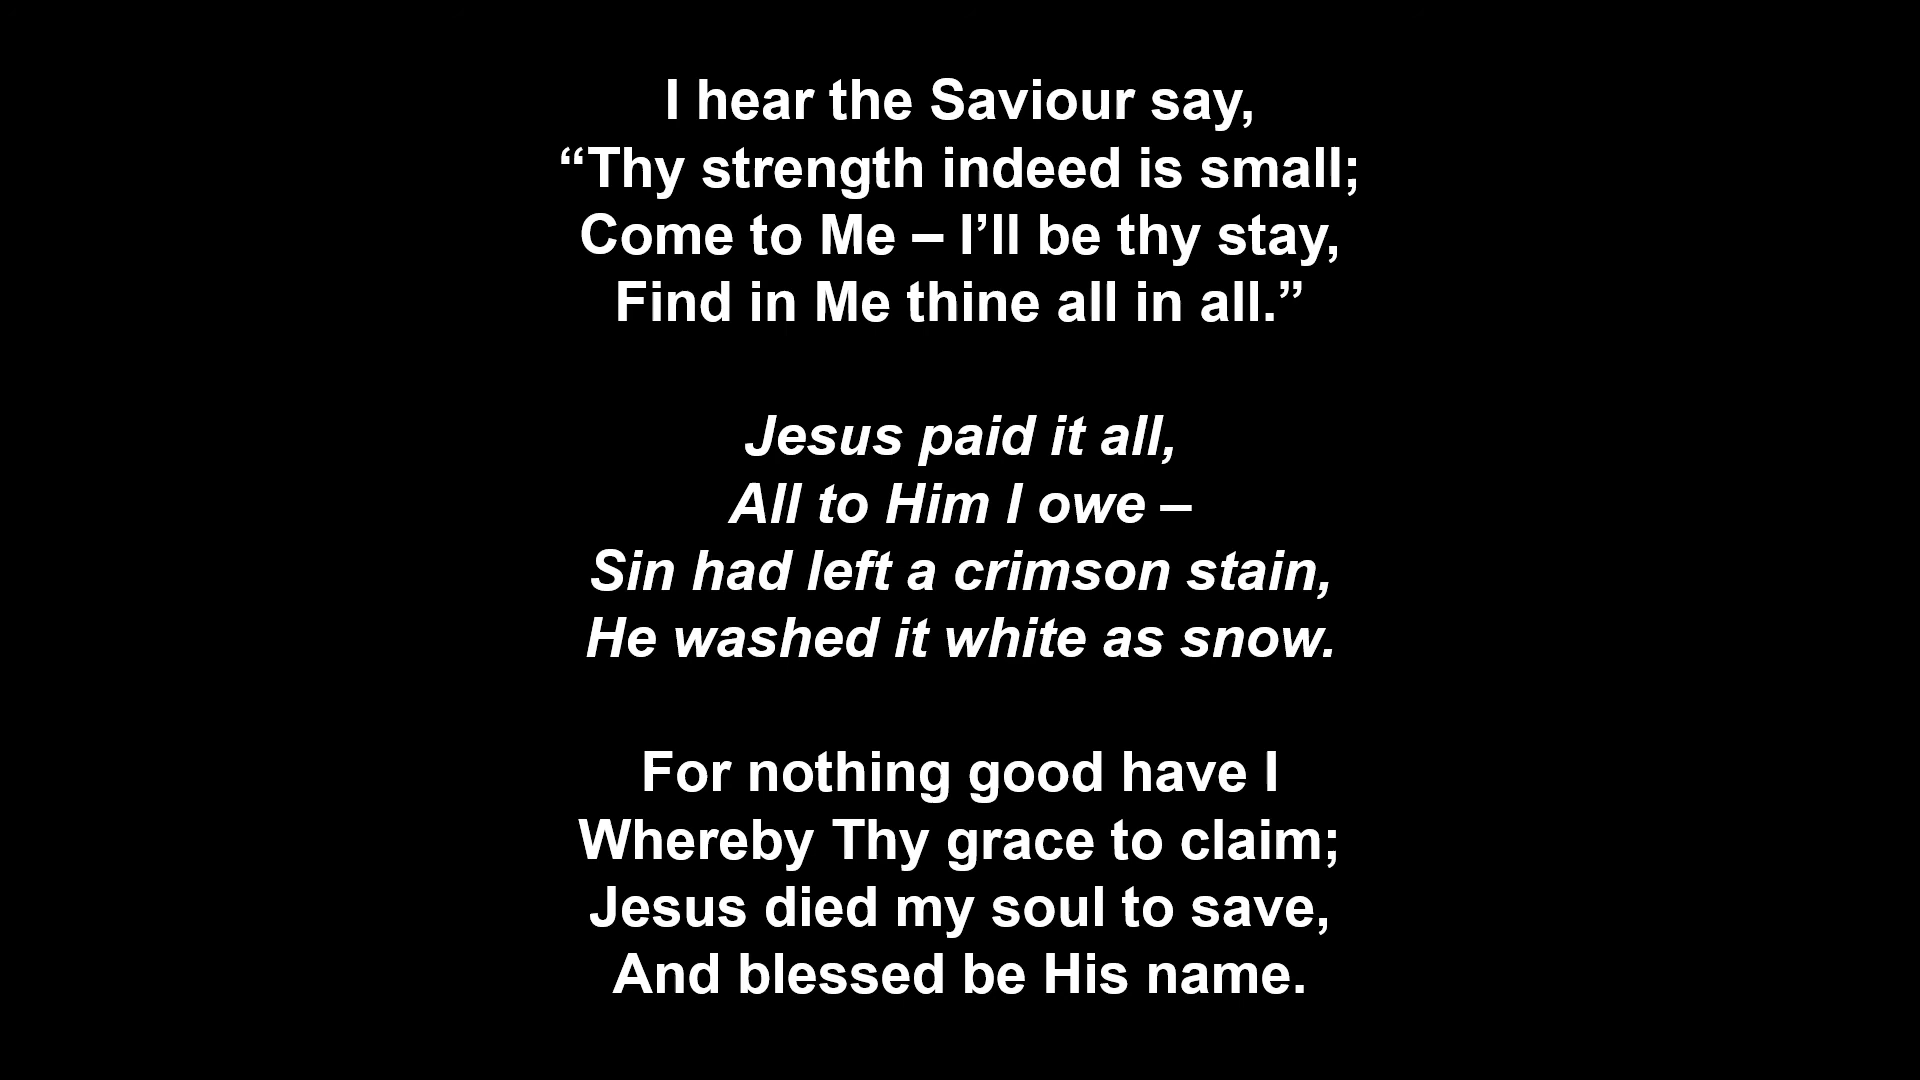 I hear the Saviour say,
“Thy strength indeed is small;
Come to Me – I’ll be thy stay,
Find in Me thine all in all.”
Jesus paid it all,
All to Him I owe –
Sin had left a crimson stain,
He washed it white as snow.
For nothing good have I
Whereby Thy grace to claim;
Jesus died my soul to save,
And blessed be His name.